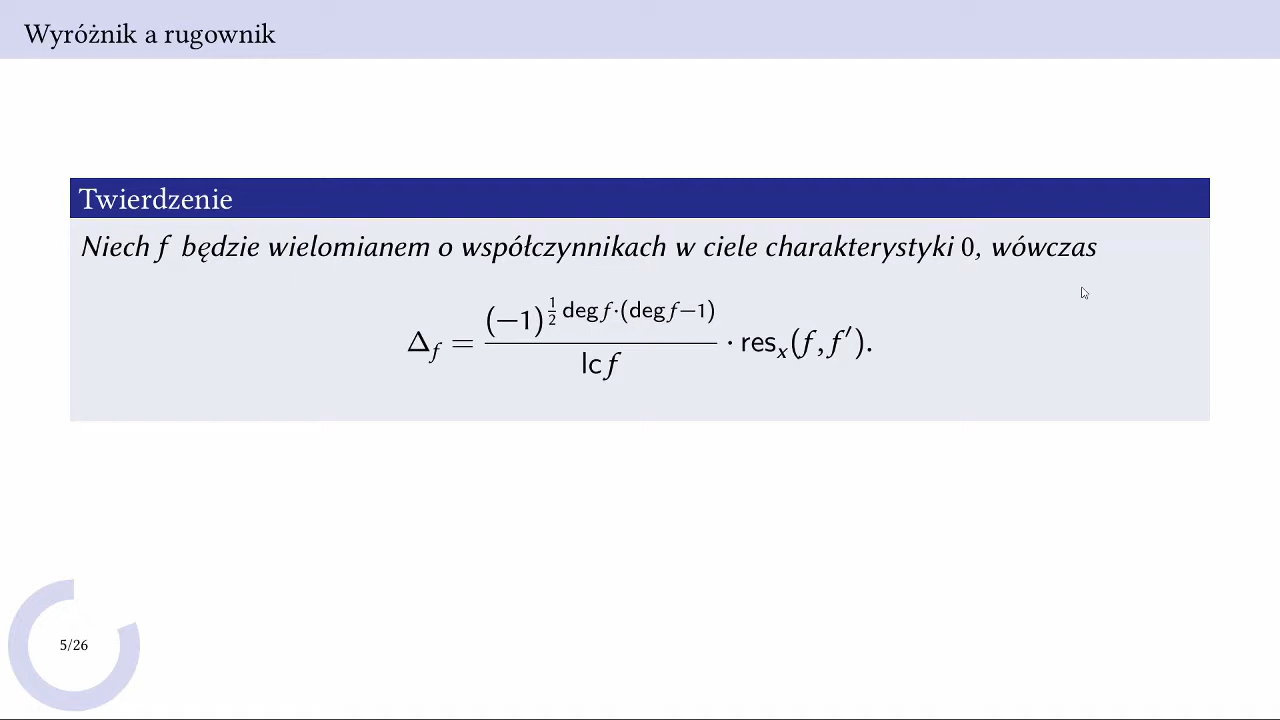 Wyróżnik a rugownik
Twierdzenie
Niech f będzie wielomianem o współczynnikach w ciele charakterystyki 0, wówczas
Δ_f = (−1)^{½ deg f·(deg f−1)} / lc f · res_x(f, f′).
5/26